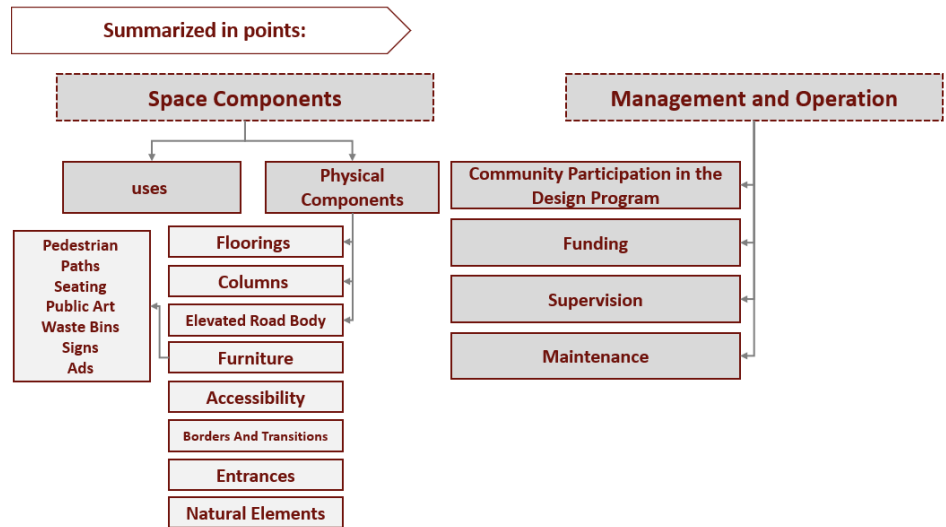 Summarized in points:
Space Components
Management and Operation
uses
Physical
Components
Community Participation in the
Design Program
Floorings
Funding
Columns
Supervision
Elevated Road Body
Furniture
Maintenance
Pedestrian
Paths
Seating
Public Art
Waste Bins
Signs
Ads
Accessibility
Borders And Transitions
Entrances
Natural Elements